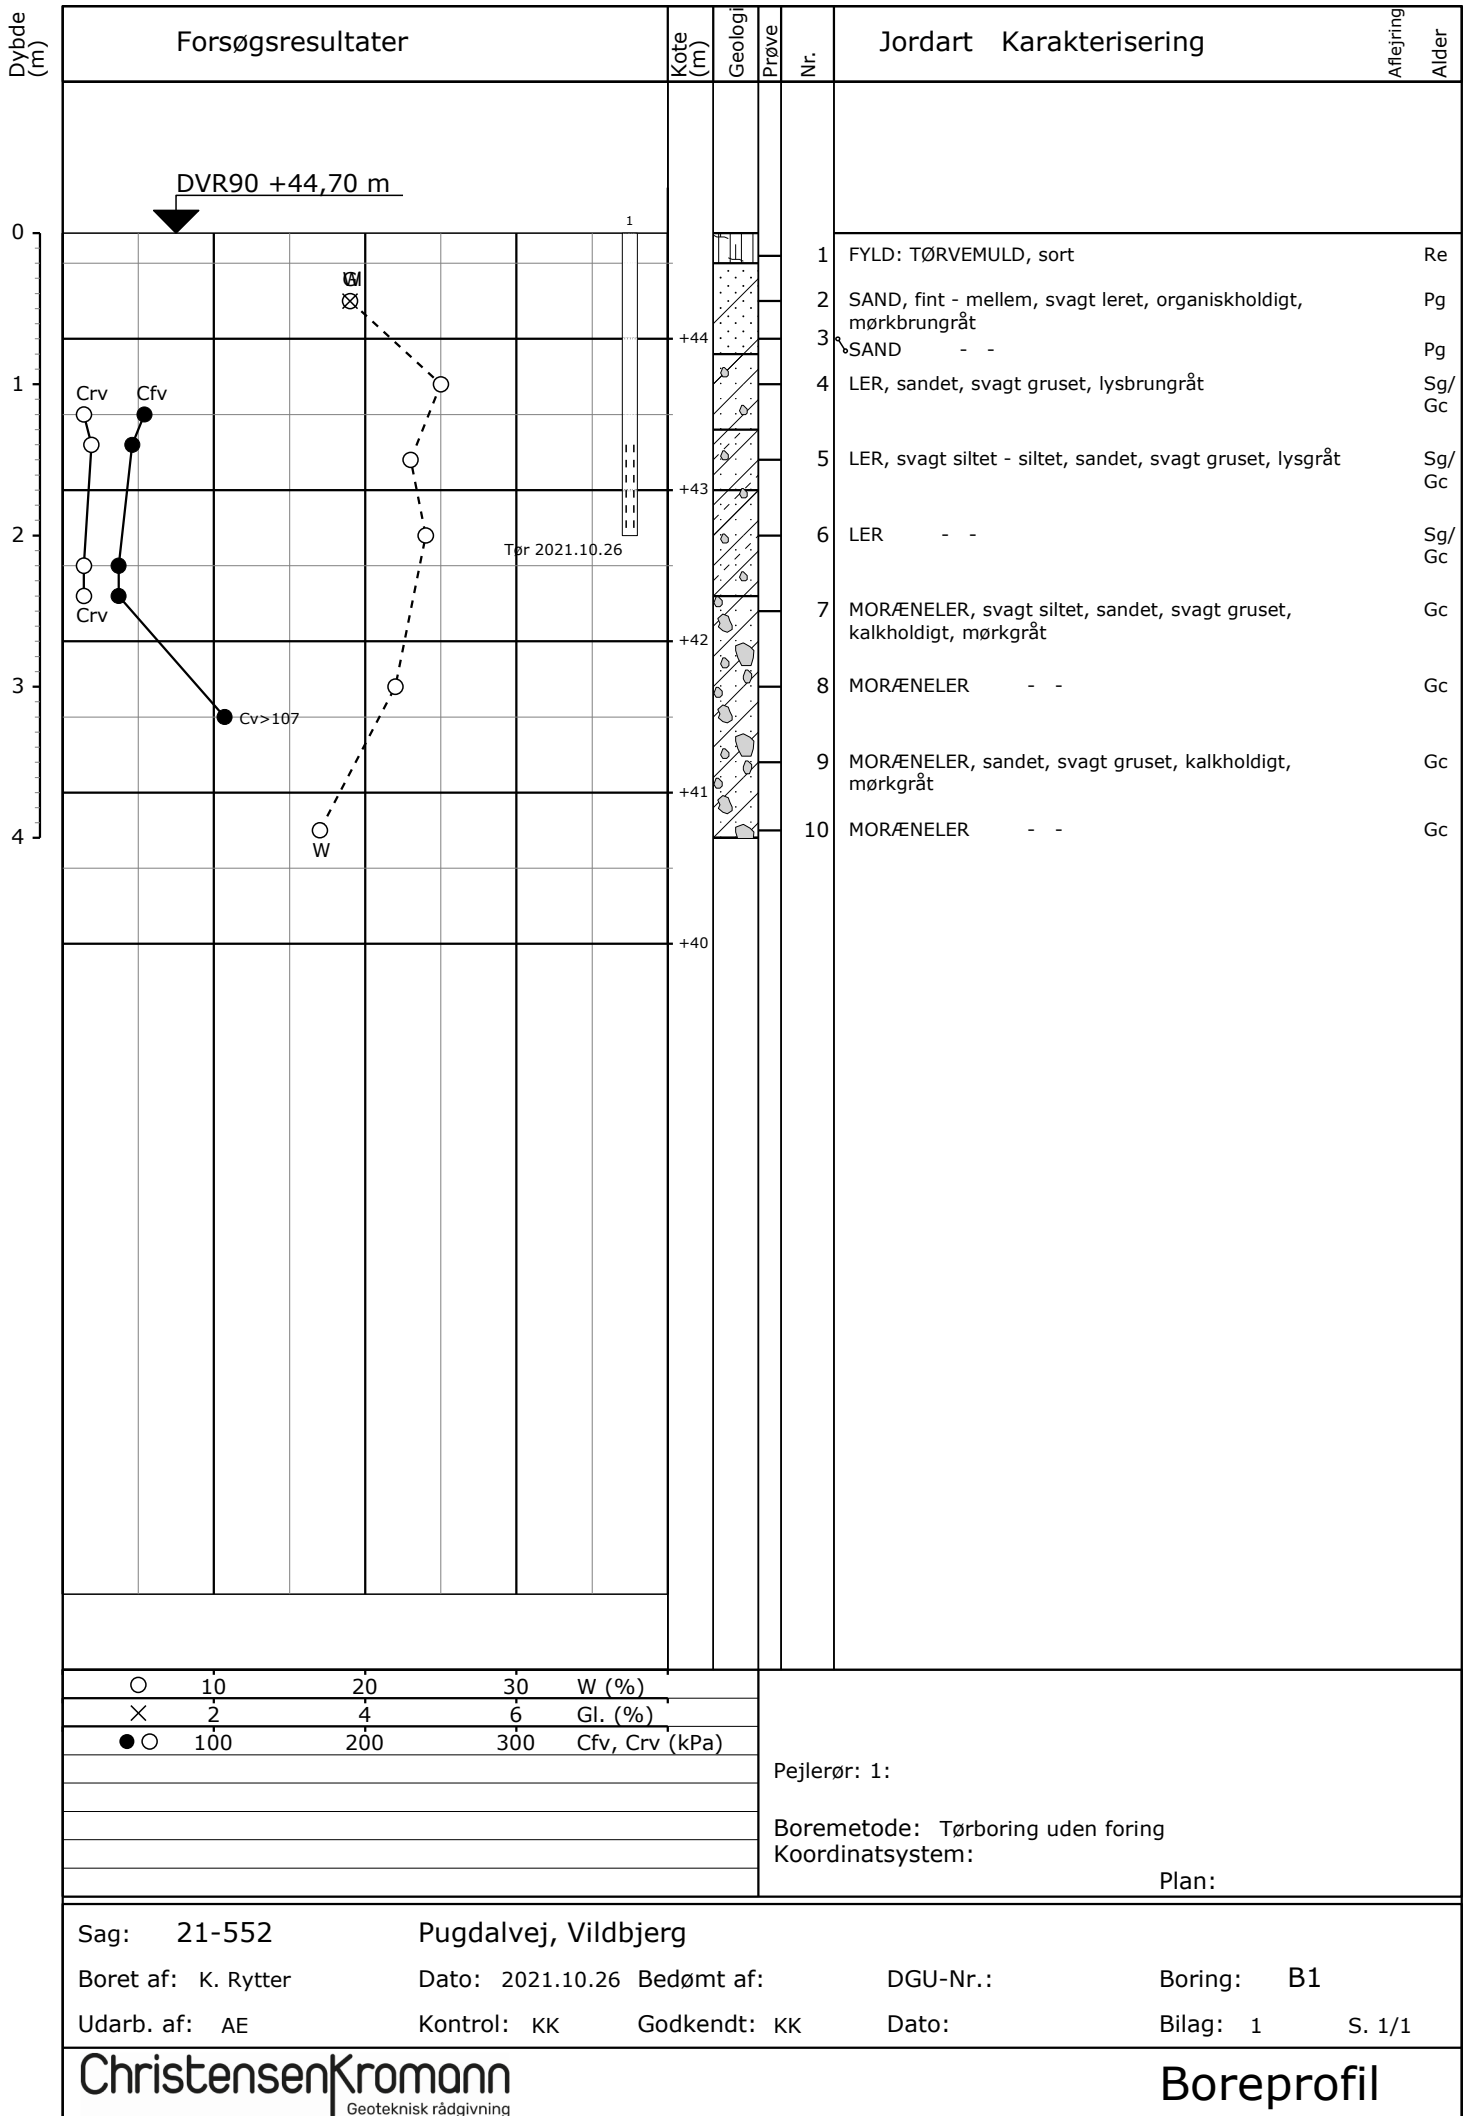 Dybde (m)
Forsøgsresultater
Kote (m)
Geologi
Prøve
Nr.
Jordart Karakterisering
Aflejring
Alder
DVR90 +44,70 m
1
0
1 FYLD: TØRVEMULD, sort Re
W Gl
2 SAND, fint - mellem, svagt leret, organiskholdigt, Pg
mørkbrungråt
+44
3 SAND - - Pg
1
4 LER, sandet, svagt gruset, lysbrungråt Sg/
Gc
Crv Cfv
5 LER, svagt siltet - siltet, sandet, svagt gruset, lysgråt Sg/
Gc
+43
2
6 LER - - Sg/
Gc
Tør 2021.10.26
Crv
7 MORÆNELER, svagt siltet, sandet, svagt gruset, Gc
kalkholdigt, mørkgråt
+42
3
8 MORÆNELER - - Gc
Cv>107
9 MORÆNELER, sandet, svagt gruset, kalkholdigt, Gc
mørkgråt
+41
4
10 MORÆNELER - - Gc
W
+40
10 20 30 W (%)
2 4 6 Gl. (%)
100 200 300 Cfv, Crv (kPa)
Pejlerør: 1:
Boremetode: Tørboring uden foring
Koordinatsystem:
Plan:
Sag: 21-552 Pugdalvej, Vildbjerg
Boret af: K. Rytter Dato: 2021.10.26 Bedømt af: DGU-Nr.: Boring: B1
Udarb. af: AE Kontrol: KK Godkendt: KK Dato: Bilag: 1 S. 1/1
ChristensenKromann
Geoteknisk rådgivning
Boreprofil